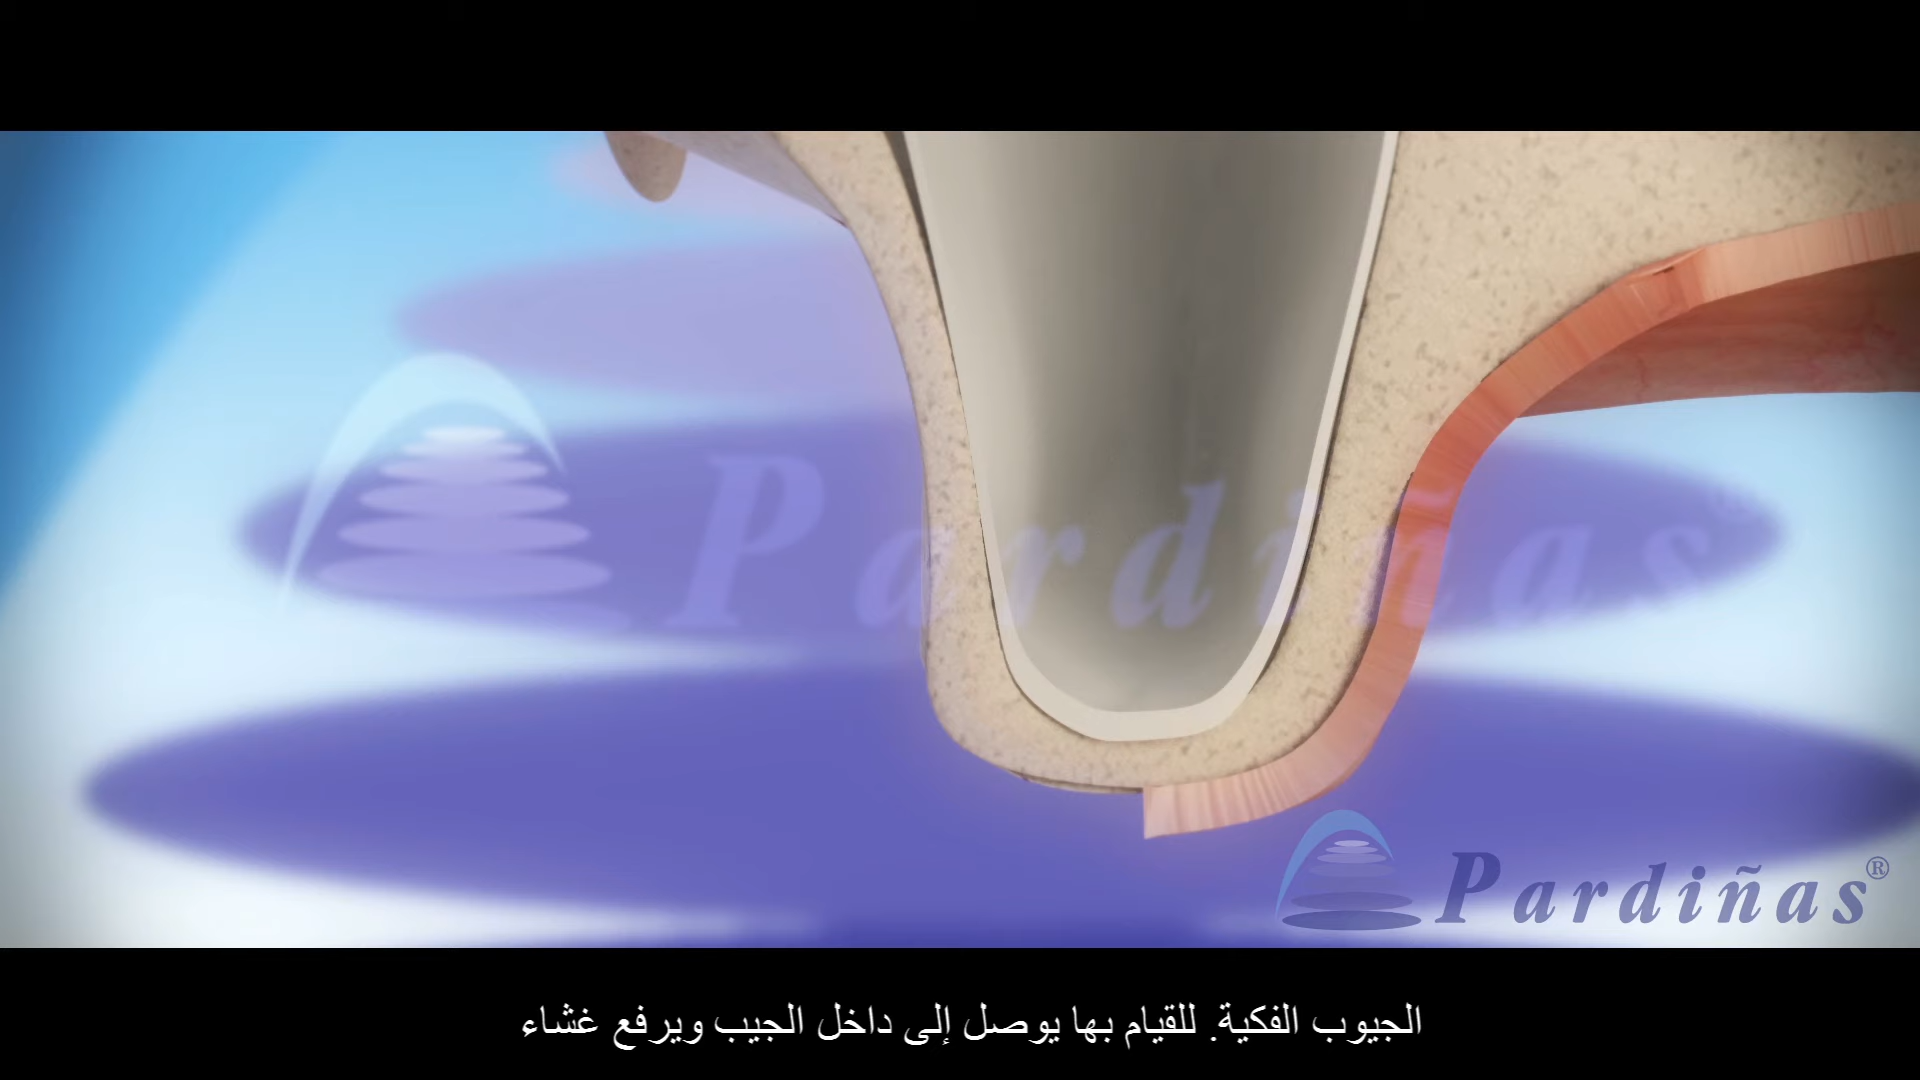 Pardiñas
Pardiñas®
الجيوب الفكية. للقيام بها يوصل إلى داخل الجيب ويرفع غشاء